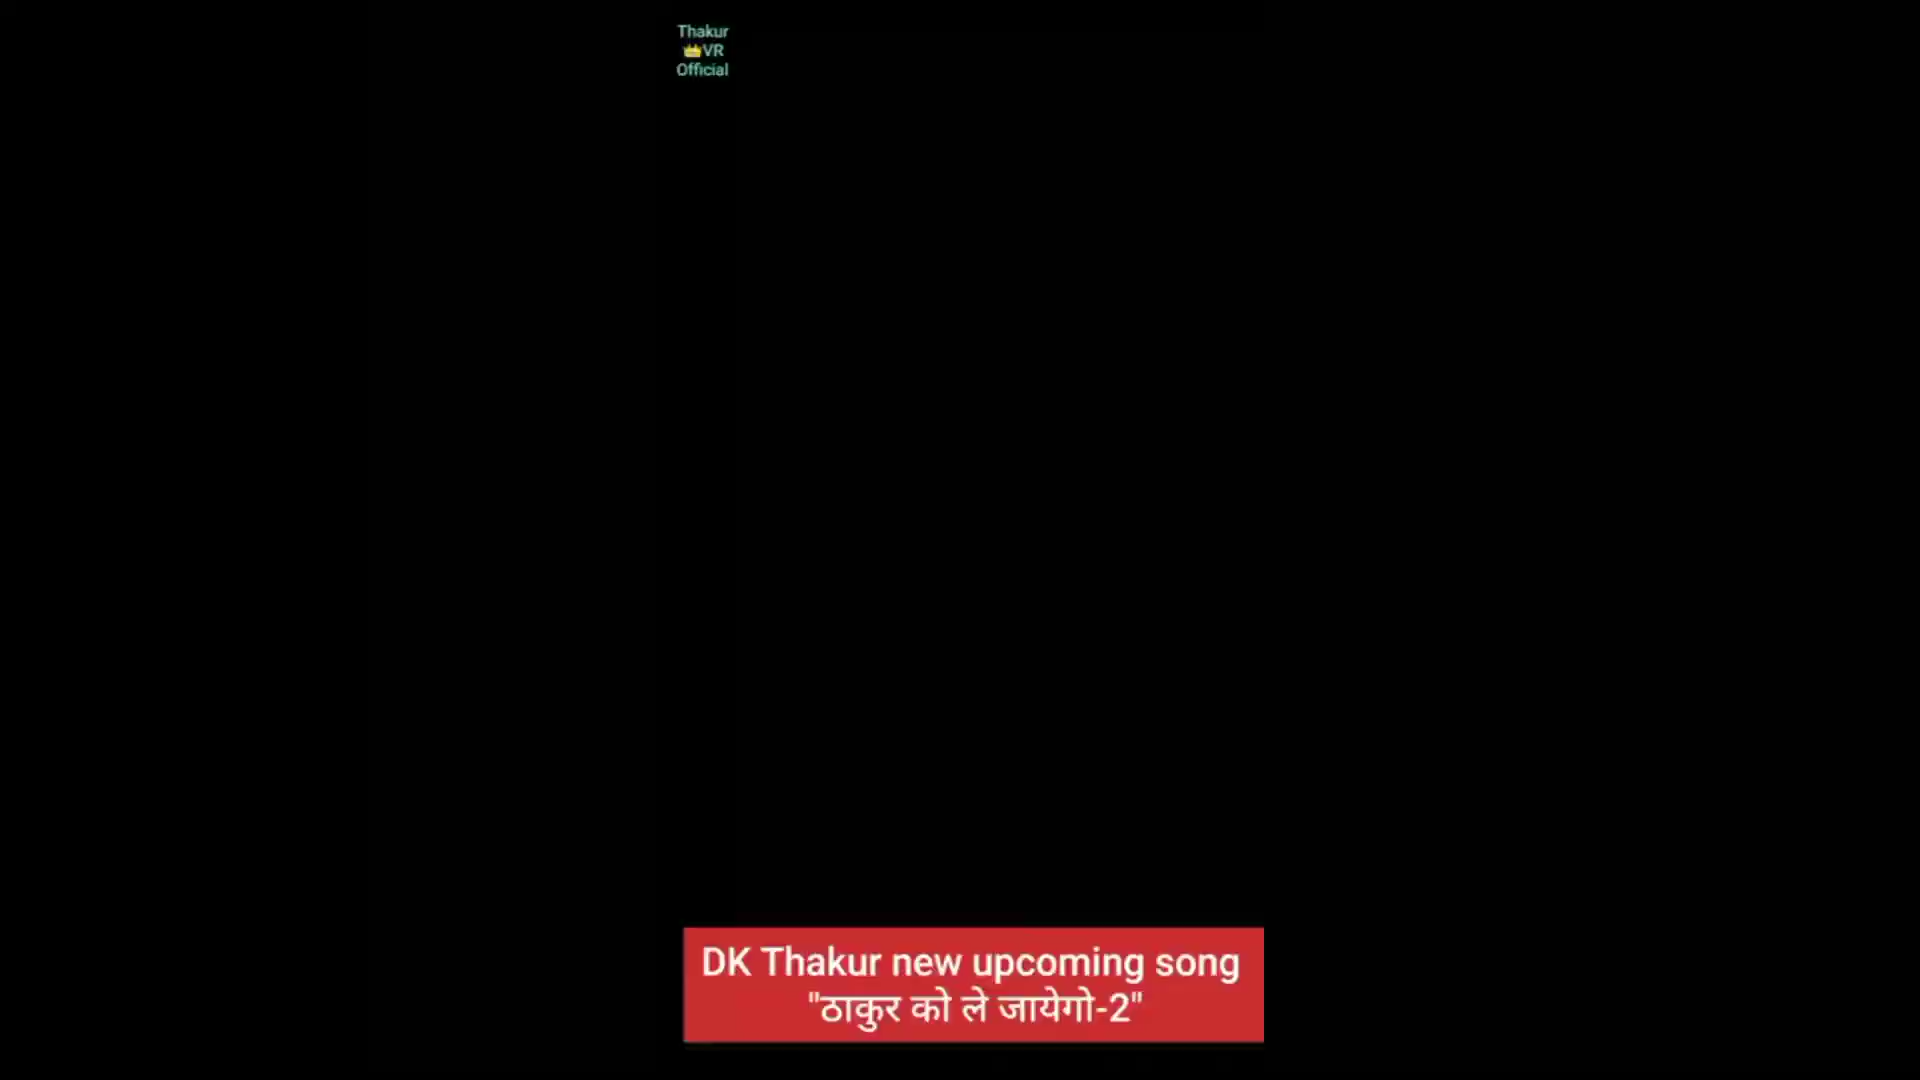 Thakur
👑VR
Official
DK Thakur new upcoming song
"ठाकुर को ले जायेगो-2"